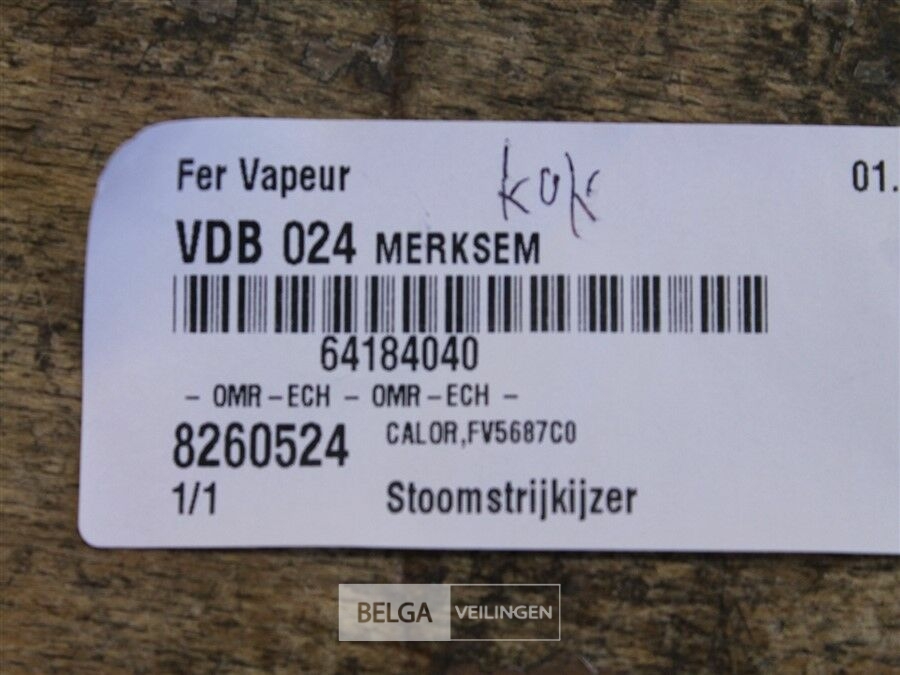 Fer Vapeur
01.
VDB 024 MERKSEM
64184040
- OMR-ECH - OMR-ECH -
8260524 CALOR,FV5687C0
1/1 Stoomstrijkijzer
BELGA VEILINGEN